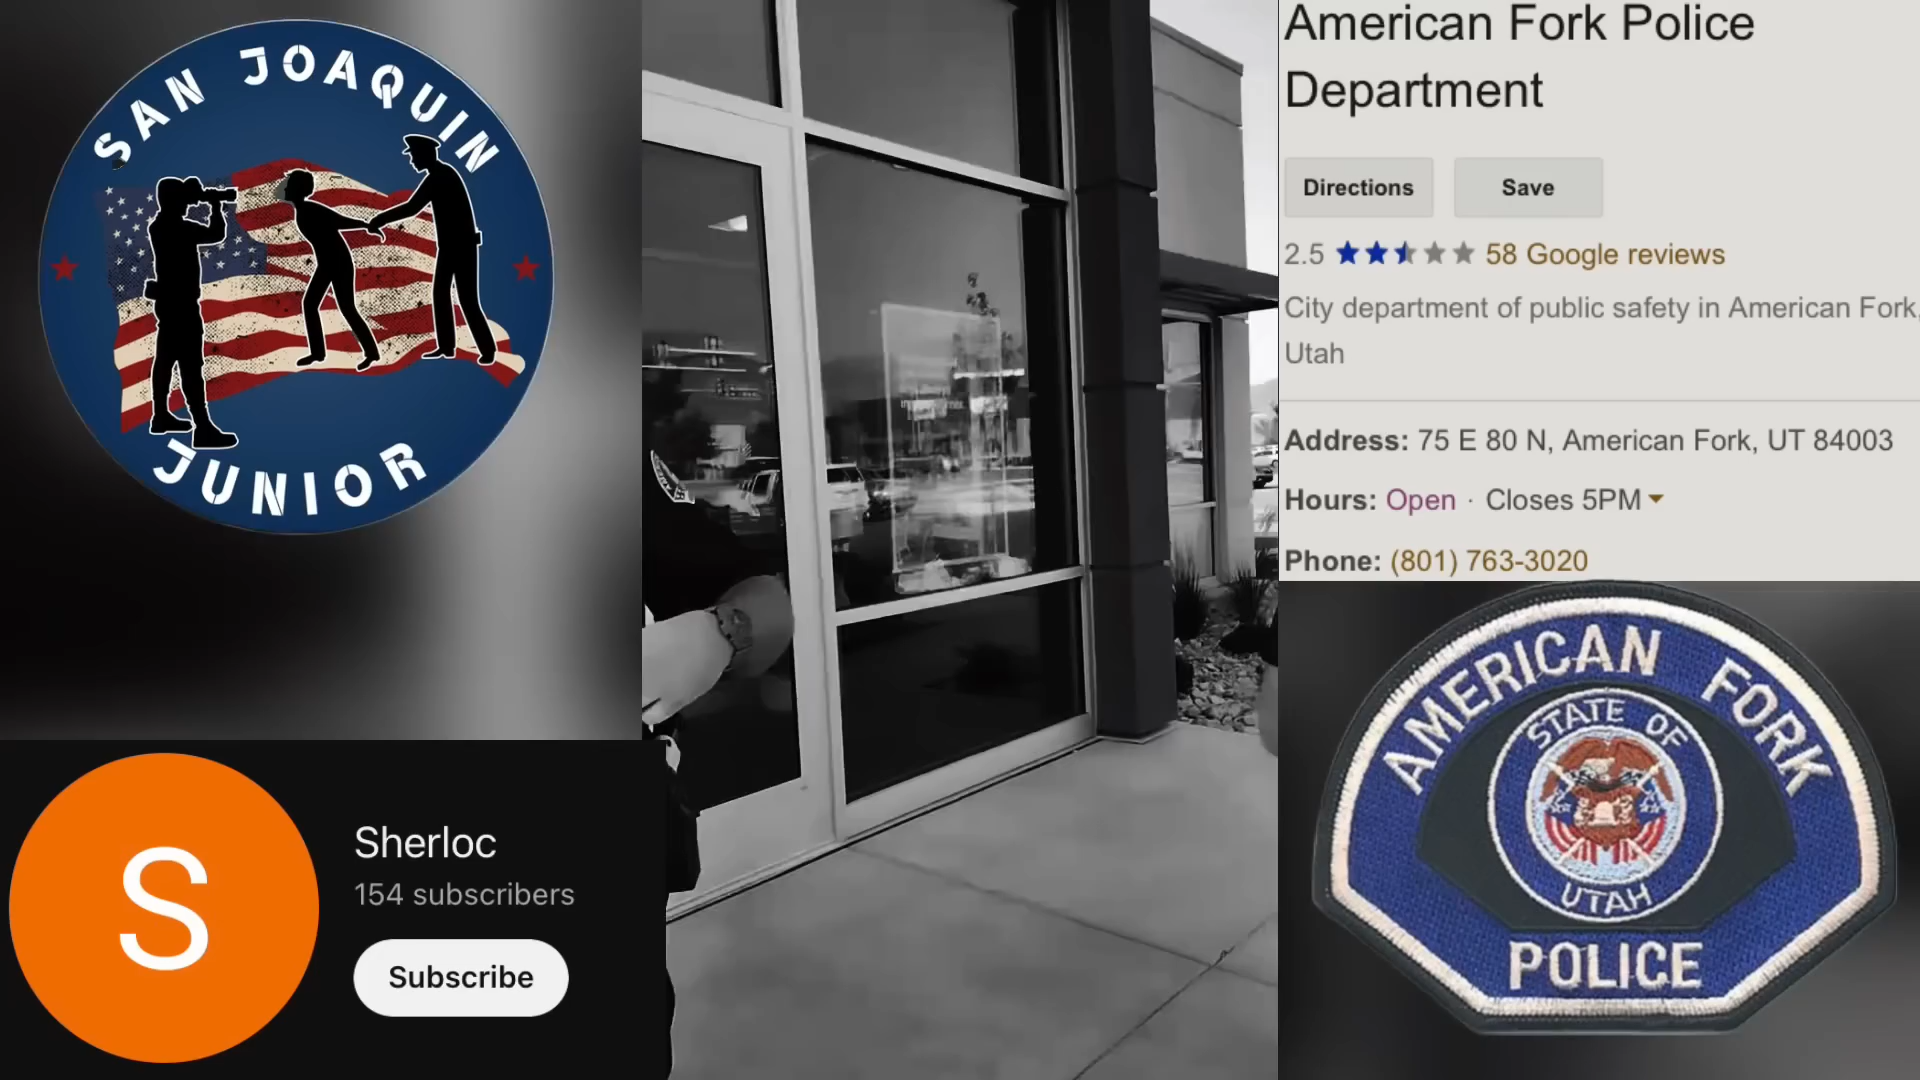 SAN JOAQUIN
JUNIOR
S
Sherloc
154 subscribers
Subscribe
American Fork Police
Department
Directions
Save
2.5
58 Google reviews
City department of public safety in American Fork,
Utah
Address: 75 E 80 N, American Fork, UT 84003
Hours: Open · Closes 5PM
Phone: (801) 763-3020
AMERICAN FORK
STATE OF
UTAH
POLICE